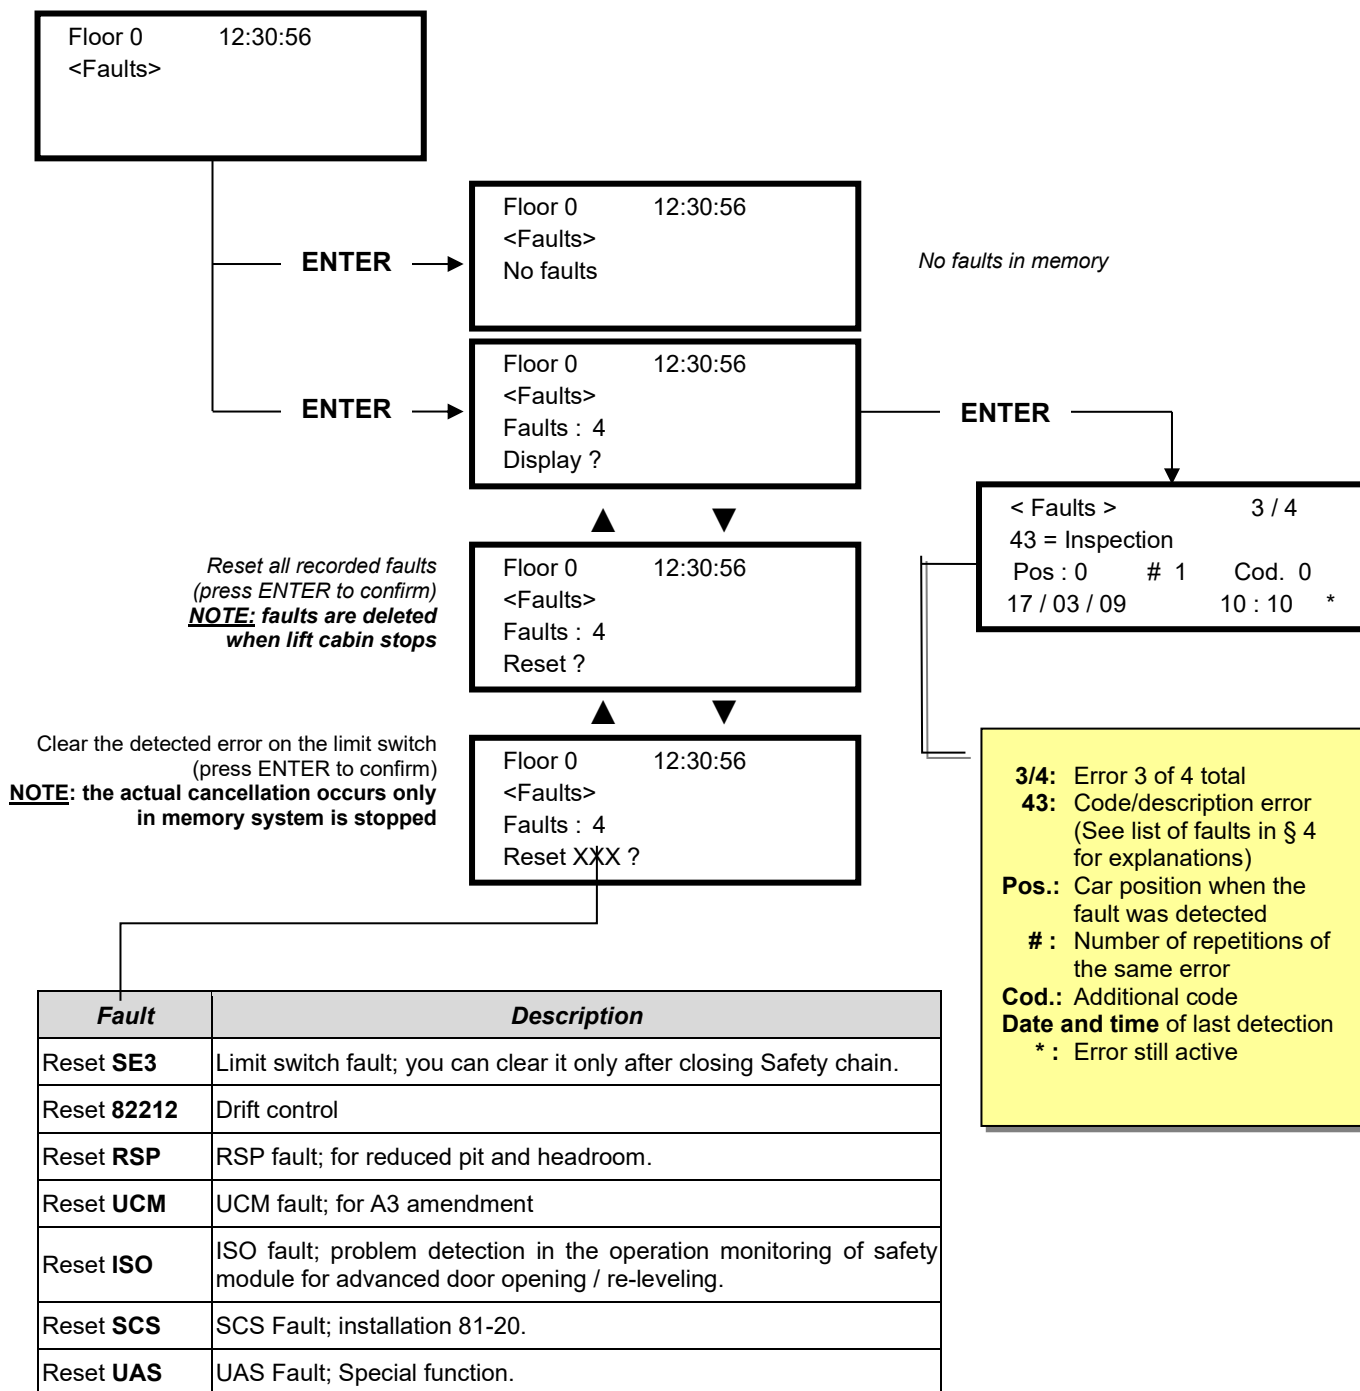 Floor 0 12:30:56
<Faults>
ENTER
Floor 0 12:30:56
<Faults>
No faults
No faults in memory
ENTER
Floor 0 12:30:56
<Faults>
Faults : 4
Display ?
ENTER
< Faults > 3 / 4
43 = Inspection
Pos : 0 # 1 Cod. 0
17 / 03 / 09 10 : 10 *
▲ ▼
Reset all recorded faults
(press ENTER to confirm)
NOTE: faults are deleted
when lift cabin stops
Floor 0 12:30:56
<Faults>
Faults : 4
Reset ?
▲ ▼
Clear the detected error on the limit switch
(press ENTER to confirm)
NOTE: the actual cancellation occurs only
in memory system is stopped
Floor 0 12:30:56
<Faults>
Faults : 4
Reset XXX ?
3/4: Error 3 of 4 total
43: Code/description error
(See list of faults in § 4
for explanations)
Pos.: Car position when the
fault was detected
# : Number of repetitions of
the same error
Cod.: Additional code
Date and time of last detection
* : Error still active
Fault Description
Reset SE3 Limit switch fault; you can clear it only after closing Safety chain.
Reset 82212 Drift control
Reset RSP RSP fault; for reduced pit and headroom.
Reset UCM UCM fault; for A3 amendment
Reset ISO ISO fault; problem detection in the operation monitoring of safety
module for advanced door opening / re-leveling.
Reset SCS SCS Fault; installation 81-20.
Reset UAS UAS Fault; Special function.